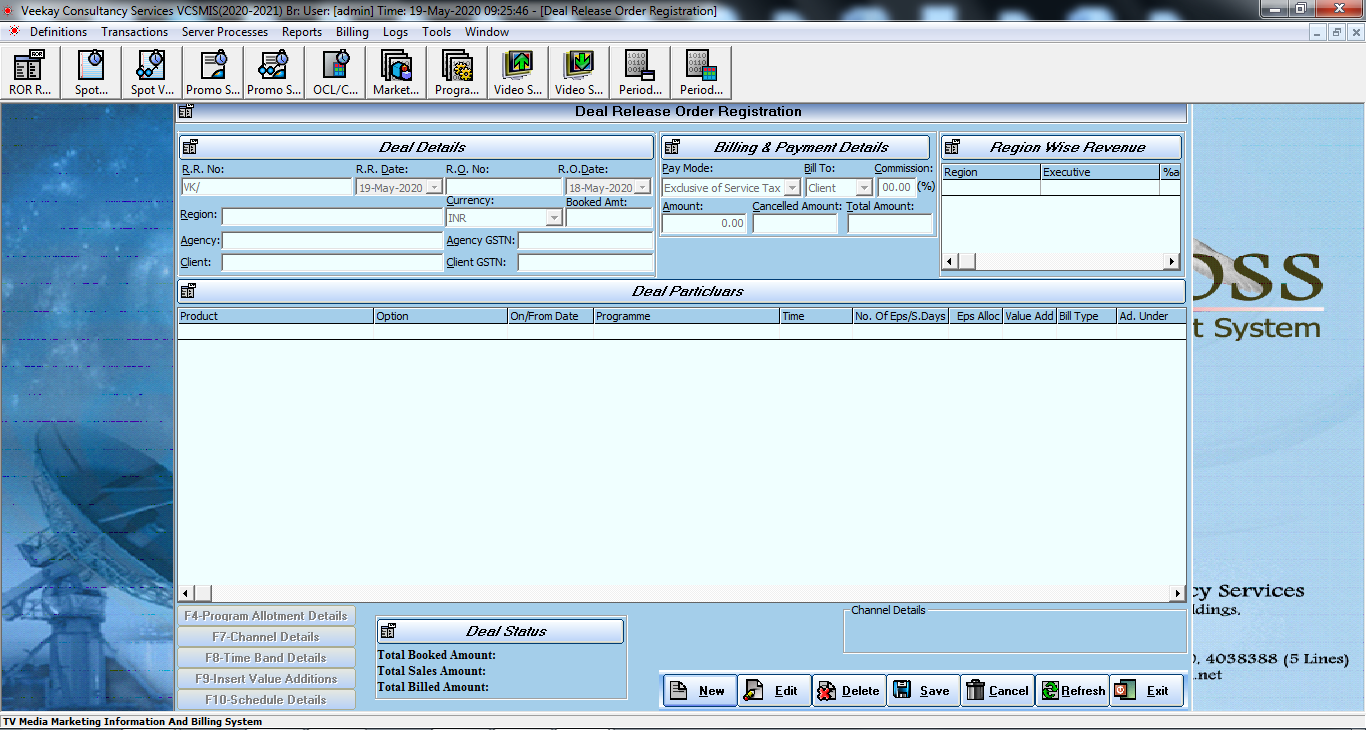 Veekay Consultancy Services VCSMIS(2020-2021) Br: User: [admin] Time: 19-May-2020 09:25:46 - [Deal Release Order Registration]
Definitions Transactions Server Processes Reports Billing Logs Tools Window
ROR R... Spot... Spot V... Promo S... Promo S... OCL/C... Market... Progra... Video S... Video S... Period... Period...
Deal Release Order Registration
Deal Details
R.R. No: R.R. Date: R.O. No: R.O.Date:
VK/ 19-May-2020 18-May-2020
Currency: Booked Amt:
Region: INR
Agency: Agency GSTN:
Client: Client GSTN:
Billing & Payment Details
Pay Mode: Bill To: Commission:
Exclusive of Service Tax Client 00.00 (%)
Amount: Cancelled Amount: Total Amount:
0.00
Region Wise Revenue
Region Executive %a
OSS
t System
Deal Particluars
Product Option On/From Date Programme Time No. Of Eps/S.Days Eps Alloc Value Add Bill Type Ad. Under
F4-Program Allotment Details
F7-Channel Details
F8-Time Band Details
F9-Insert Value Additions
F10-Schedule Details
Deal Status
Total Booked Amount:
Total Sales Amount:
Total Billed Amount:
Channel Details
cy Services
ldings,
), 4038388 (5 Lines)
.net
New Edit Delete Save Cancel Refresh Exit
TV Media Marketing Information And Billing System